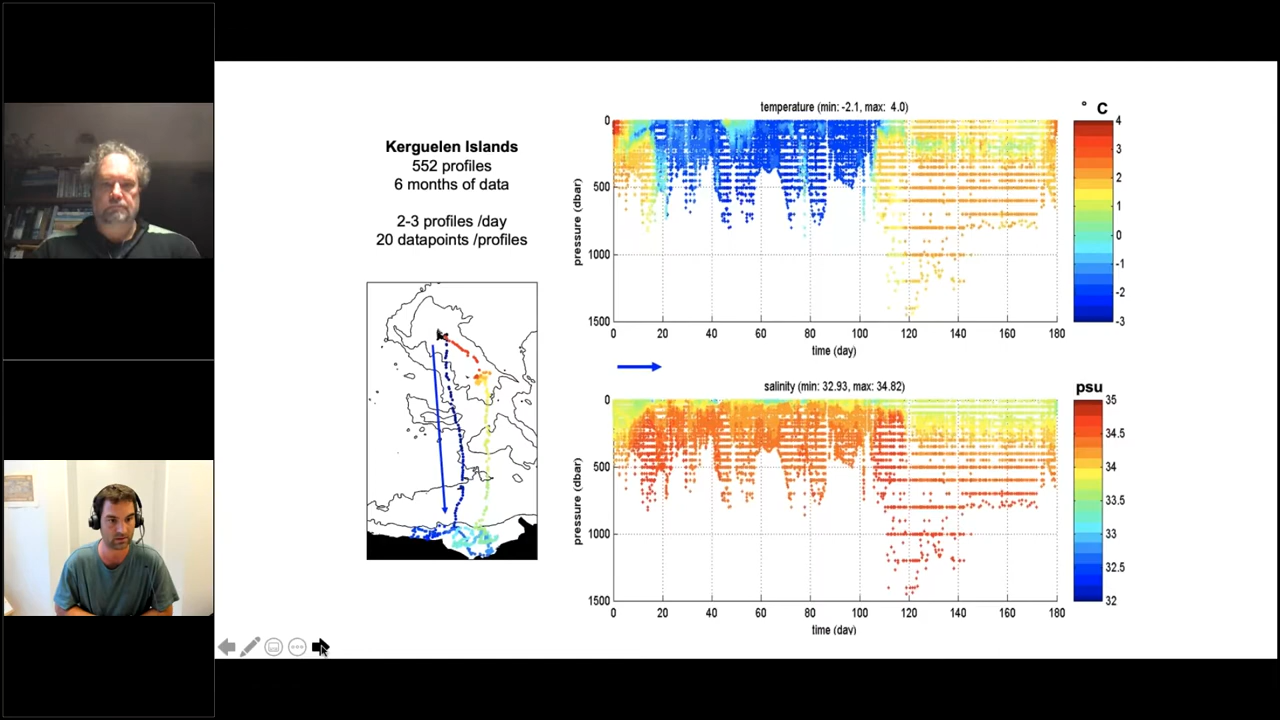 Kerguelen Islands
552 profiles
6 months of data
2-3 profiles /day
20 datapoints /profiles
temperature (min: -2.1, max: 4.0)
° C
pressure (dbar)
0
500
1000
1500
0 20 40 60 80 100 120 140 160 180
time (day)
4
3
2
1
0
-1
-2
-3
salinity (min: 32.93, max: 34.82)
psu
pressure (dbar)
0
500
1000
1500
0 20 40 60 80 100 120 140 160 180
time (day)
35
34.5
34
33.5
33
32.5
32